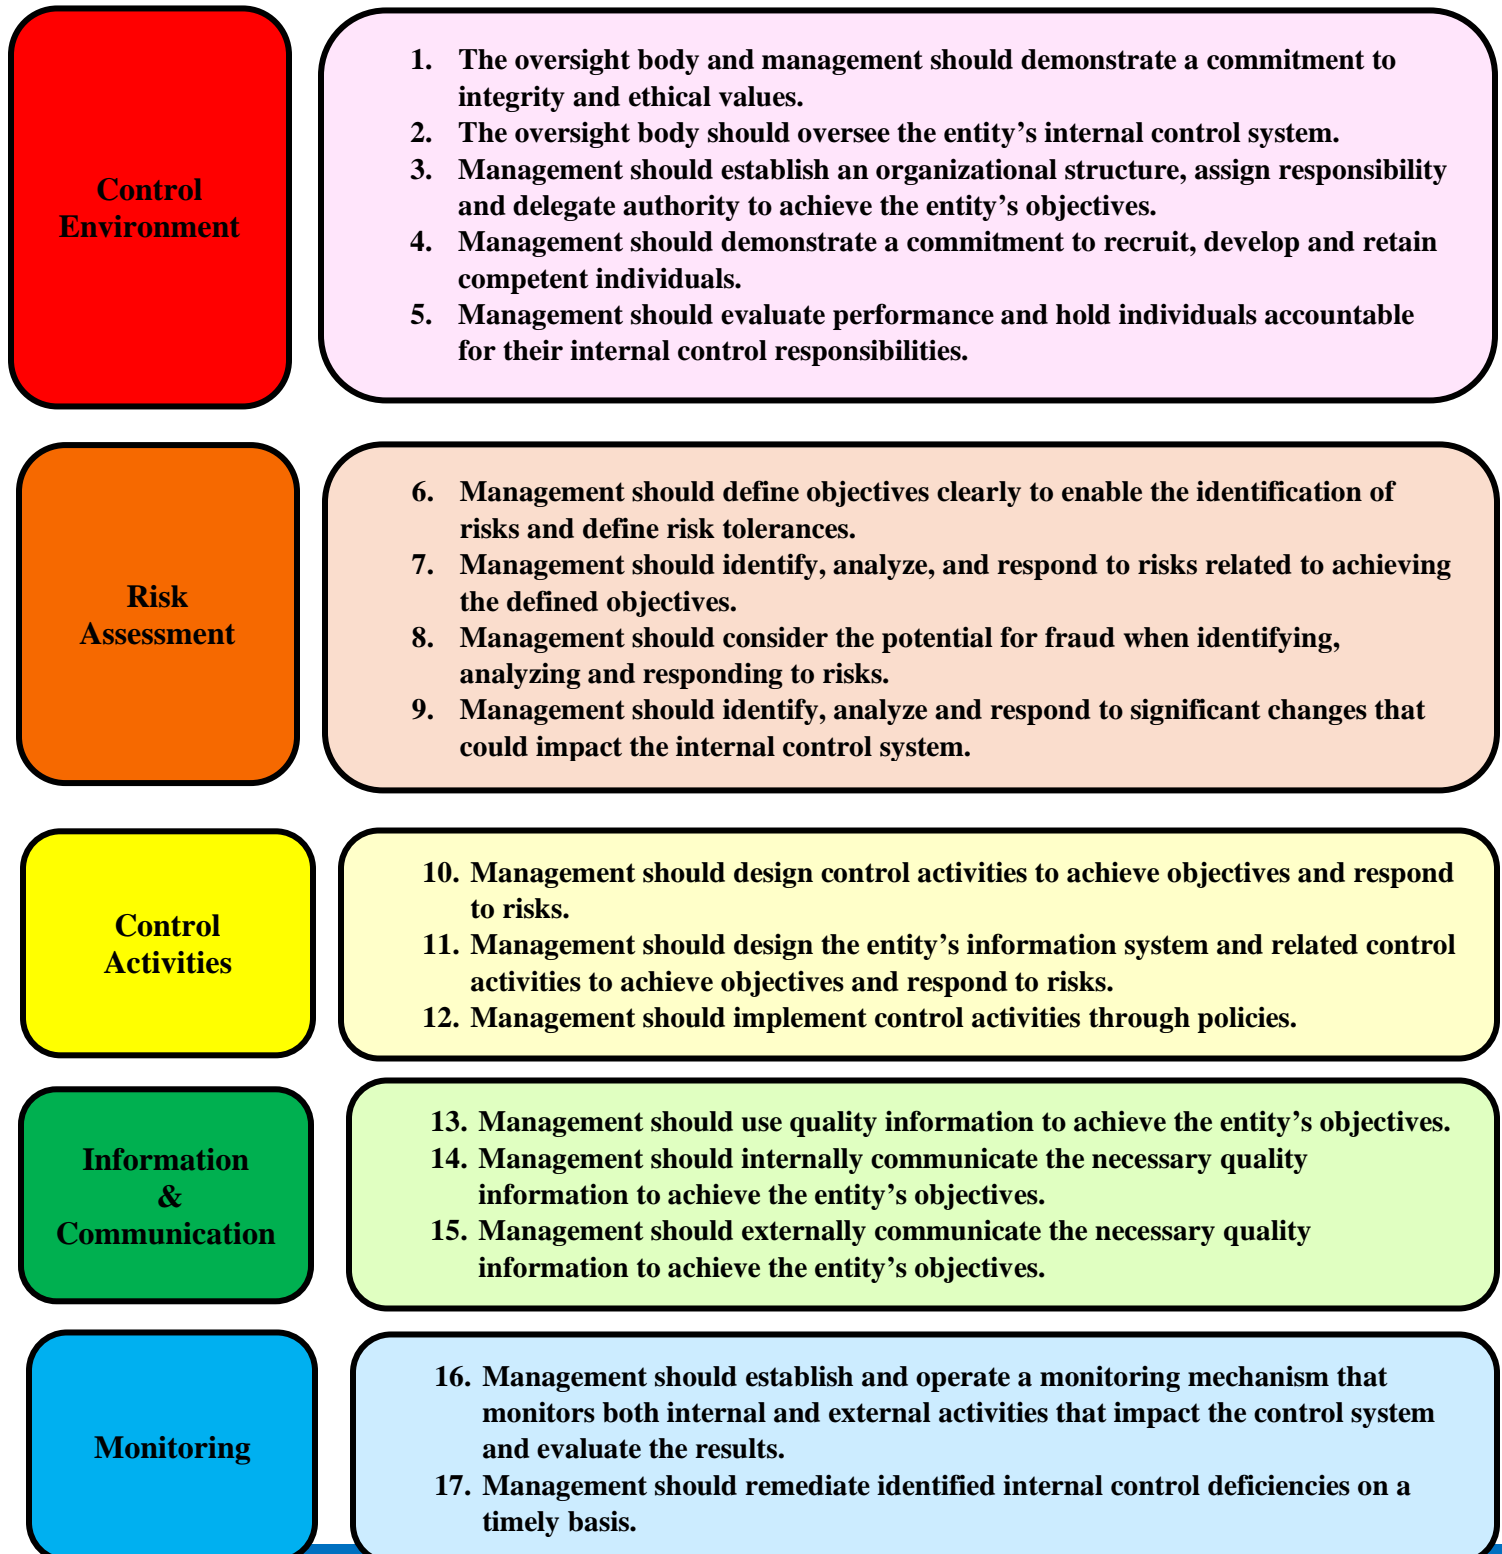 Control
Environment
1. The oversight body and management should demonstrate a commitment to
integrity and ethical values.
2. The oversight body should oversee the entity’s internal control system.
3. Management should establish an organizational structure, assign responsibility
and delegate authority to achieve the entity’s objectives.
4. Management should demonstrate a commitment to recruit, develop and retain
competent individuals.
5. Management should evaluate performance and hold individuals accountable
for their internal control responsibilities.
Risk
Assessment
6. Management should define objectives clearly to enable the identification of
risks and define risk tolerances.
7. Management should identify, analyze, and respond to risks related to achieving
the defined objectives.
8. Management should consider the potential for fraud when identifying,
analyzing and responding to risks.
9. Management should identify, analyze and respond to significant changes that
could impact the internal control system.
Control
Activities
10. Management should design control activities to achieve objectives and respond
to risks.
11. Management should design the entity’s information system and related control
activities to achieve objectives and respond to risks.
12. Management should implement control activities through policies.
Information
&
Communication
13. Management should use quality information to achieve the entity’s objectives.
14. Management should internally communicate the necessary quality
information to achieve the entity’s objectives.
15. Management should externally communicate the necessary quality
information to achieve the entity’s objectives.
Monitoring
16. Management should establish and operate a monitoring mechanism that
monitors both internal and external activities that impact the control system
and evaluate the results.
17. Management should remediate identified internal control deficiencies on a
timely basis.